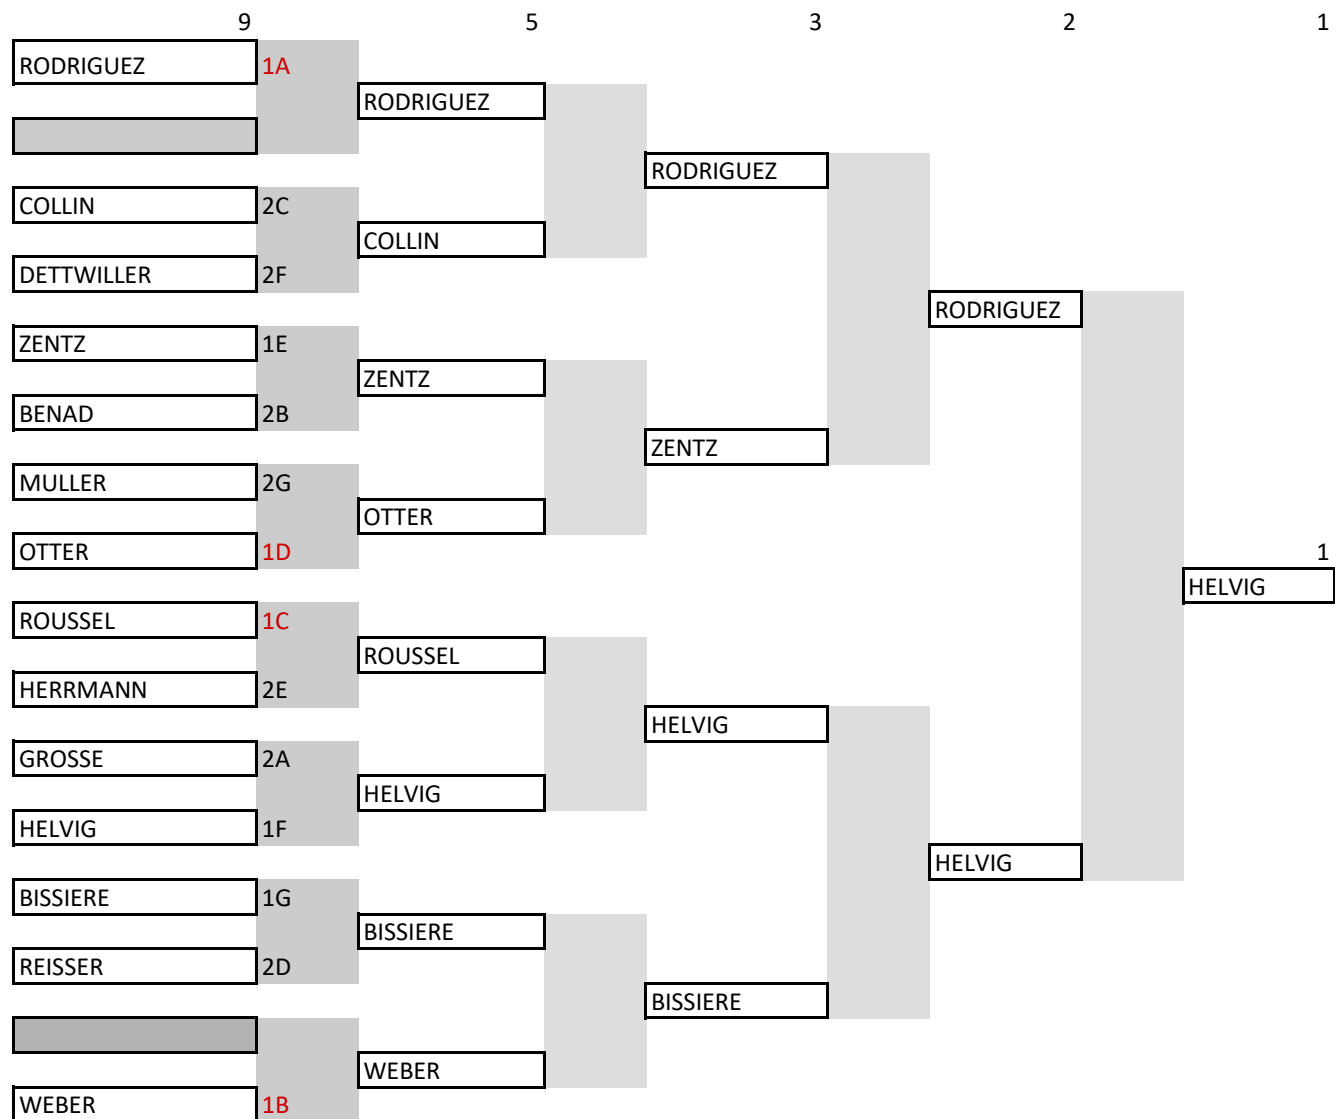 9 5 3 2 1
RODRIGUEZ 1A
RODRIGUEZ
RODRIGUEZ
COLLIN 2C
COLLIN
DETTWILLER 2F
RODRIGUEZ
ZENTZ 1E
ZENTZ
BENAD 2B
ZENTZ
MULLER 2G
OTTER
OTTER 1D 1
HELVIG
ROUSSEL 1C
ROUSSEL
HERRMANN 2E
HELVIG
GROSSE 2A
HELVIG
HELVIG 1F
HELVIG
BISSIERE 1G
BISSIERE
REISSER 2D
BISSIERE
WEBER
WEBER 1B